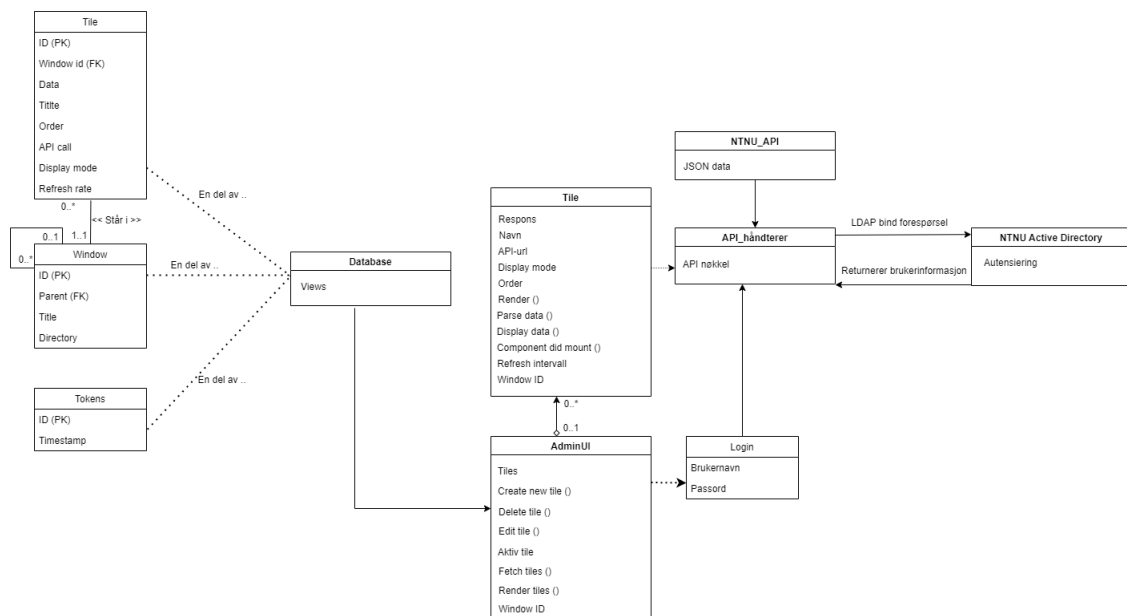 Tile
ID (PK)
Window id (FK)
Data
Titlte
Order
API call
Display mode
Refresh rate
0..*
<< Står i >>
1..1
0..1
0..*
Window
ID (PK)
Parent (FK)
Title
Directory
Tokens
ID (PK)
Timestamp
En del av ..
En del av ..
En del av ..
Database
Views
Tile
Respons
Navn
API-url
Display mode
Order
Render ()
Parse data ()
Display data ()
Component did mount ()
Refresh intervall
Window ID
0..*
0..1
AdminUI
Tiles
Create new tile ()
Delete tile ()
Edit tile ()
Aktiv tile
Fetch tiles ()
Render tiles ()
Window ID
NTNU_API
JSON data
API_håndterer
API nøkkel
LDAP bind forespørsel
Returnerer brukerinformasjon
NTNU Active Directory
Autensiering
Login
Brukernavn
Passord